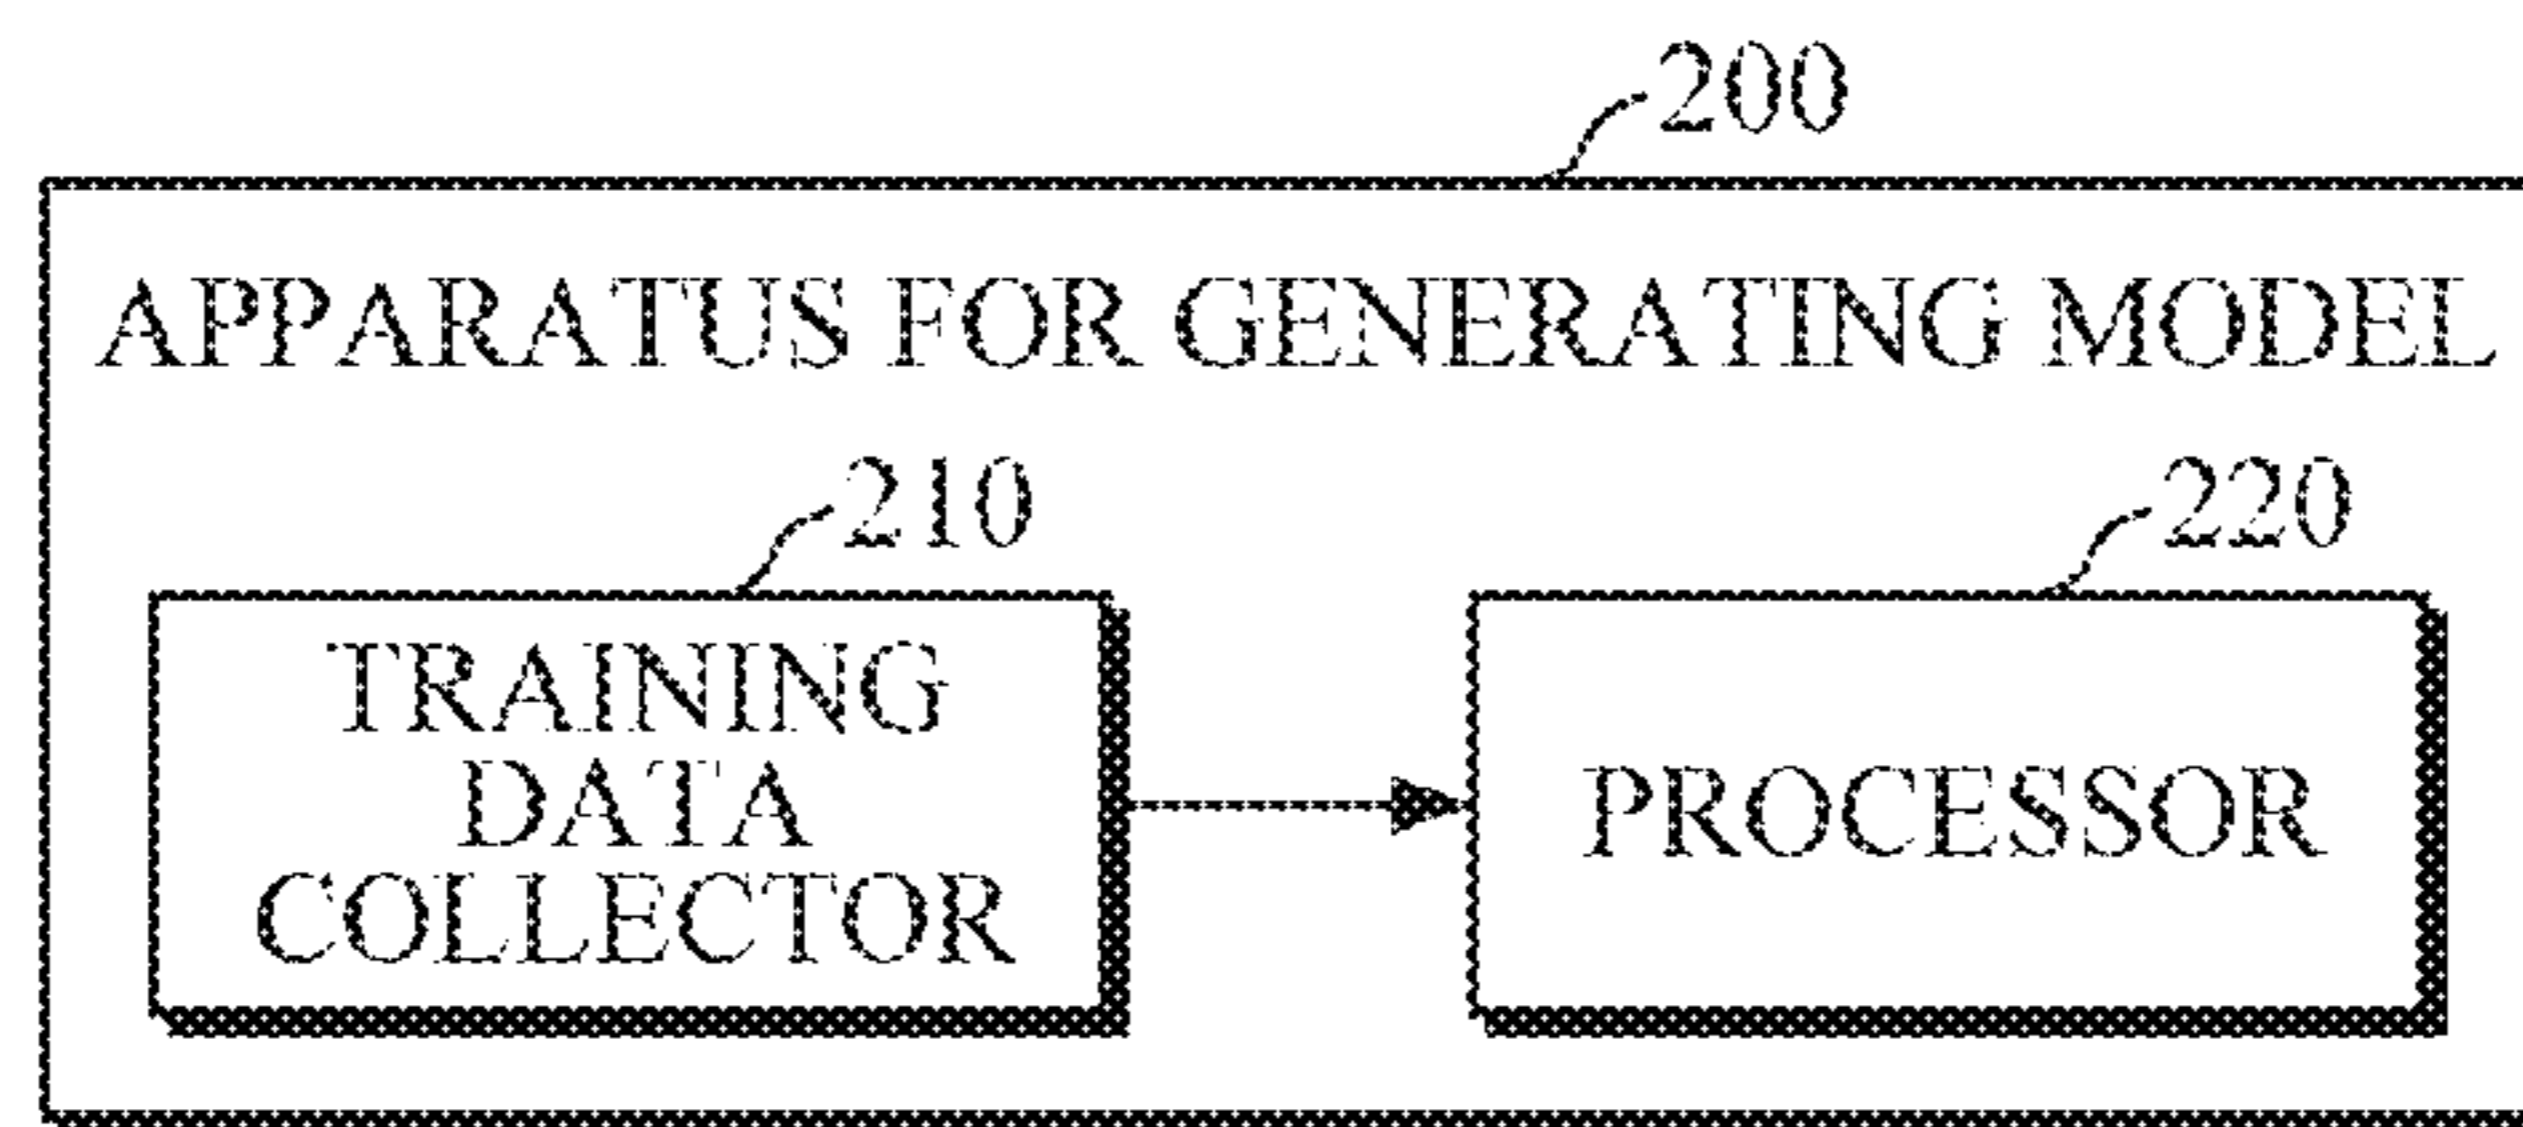 200
APPARATUS FOR GENERATING MODEL
210
220
TRAINING
DATA
COLLECTOR
PROCESSOR